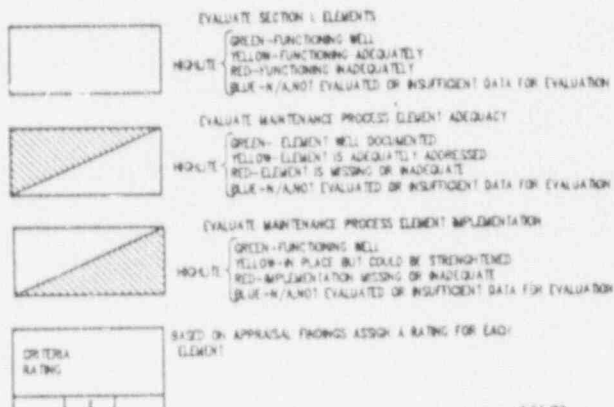 EVALUATE SECTION I ELEMENTS
HIGHLITE
GREEN-FUNCTIONING WELL
YELLOW-FUNCTIONING ADEQUATELY
RED-FUNCTIONING INADEQUATELY
BLUE-N/A,NOT EVALUATED OR INSUFFICIENT DATA FOR EVALUATION
EVALUATE MAINTENANCE PROCESS ELEMENT ADEQUACY
HIGHLITE
GREEN- ELEMENT WELL DOCUMENTED
YELLOW-ELEMENT IS ADEQUATELY ADDRESSED
RED-ELEMENT IS MISSING OR INADEQUATE
BLUE-N/A,NOT EVALUATED OR INSUFFICIENT DATA FOR EVALUATION
EVALUATE MAINTENANCE PROCESS ELEMENT IMPLEMENTATION
HIGHLITE
GREEN-FUNCTIONING WELL
YELLOW-IN PLACE BUT COULD BE STRENGHTENED
RED-IMPLEMENTATION MISSING OR INADEQUATE
BLUE-N/A,NOT EVALUATED OR INSUFFICIENT DATA FOR EVALUATION
CRITERIA
RATING
BASED ON APPRAISAL FINDINGS ASSIGN A RATING FOR EACH
ELEMENT